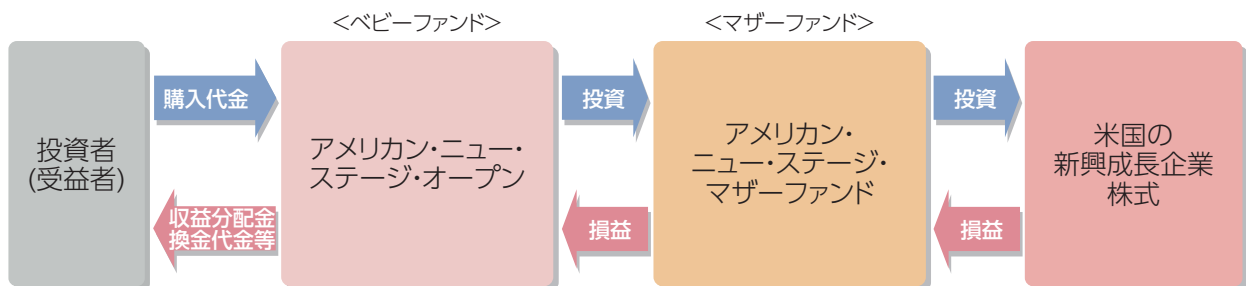 <ベビーファンド>
<マザーファンド>
投資者
(受益者)
購入代金
収益分配金
換金代金等
アメリカン・ニュー・
ステージ・オープン
投資
損益
アメリカン・
ニュー・ステージ・
マザーファンド
投資
損益
米国の
新興成長企業
株式